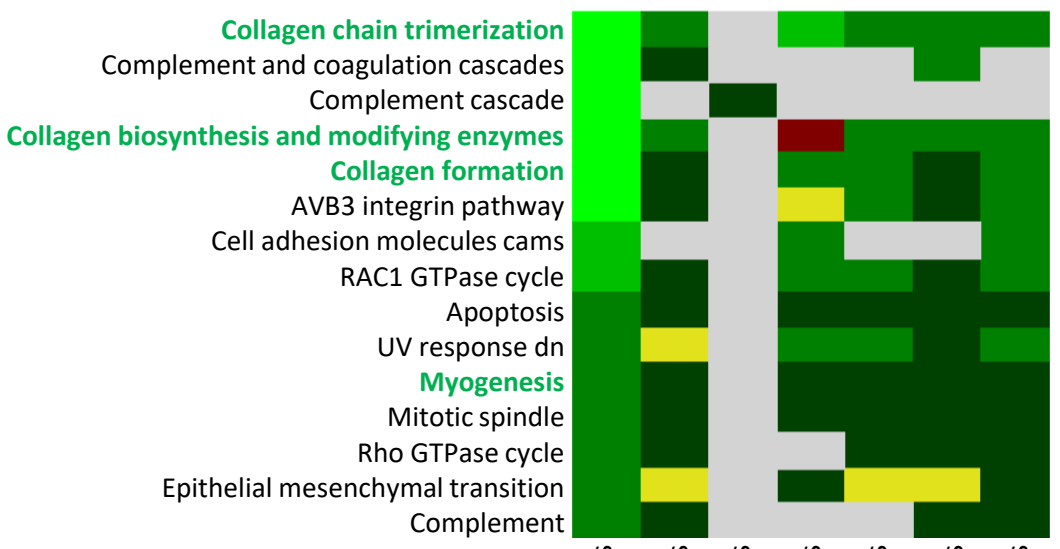 Collagen chain trimerization
Complement and coagulation cascades
Complement cascade
Collagen biosynthesis and modifying enzymes
Collagen formation
AVB3 integrin pathway
Cell adhesion molecules cams
RAC1 GTPase cycle
Apoptosis
UV response dn
Myogenesis
Mitotic spindle
Rho GTPase cycle
Epithelial mesenchymal transition
Complement